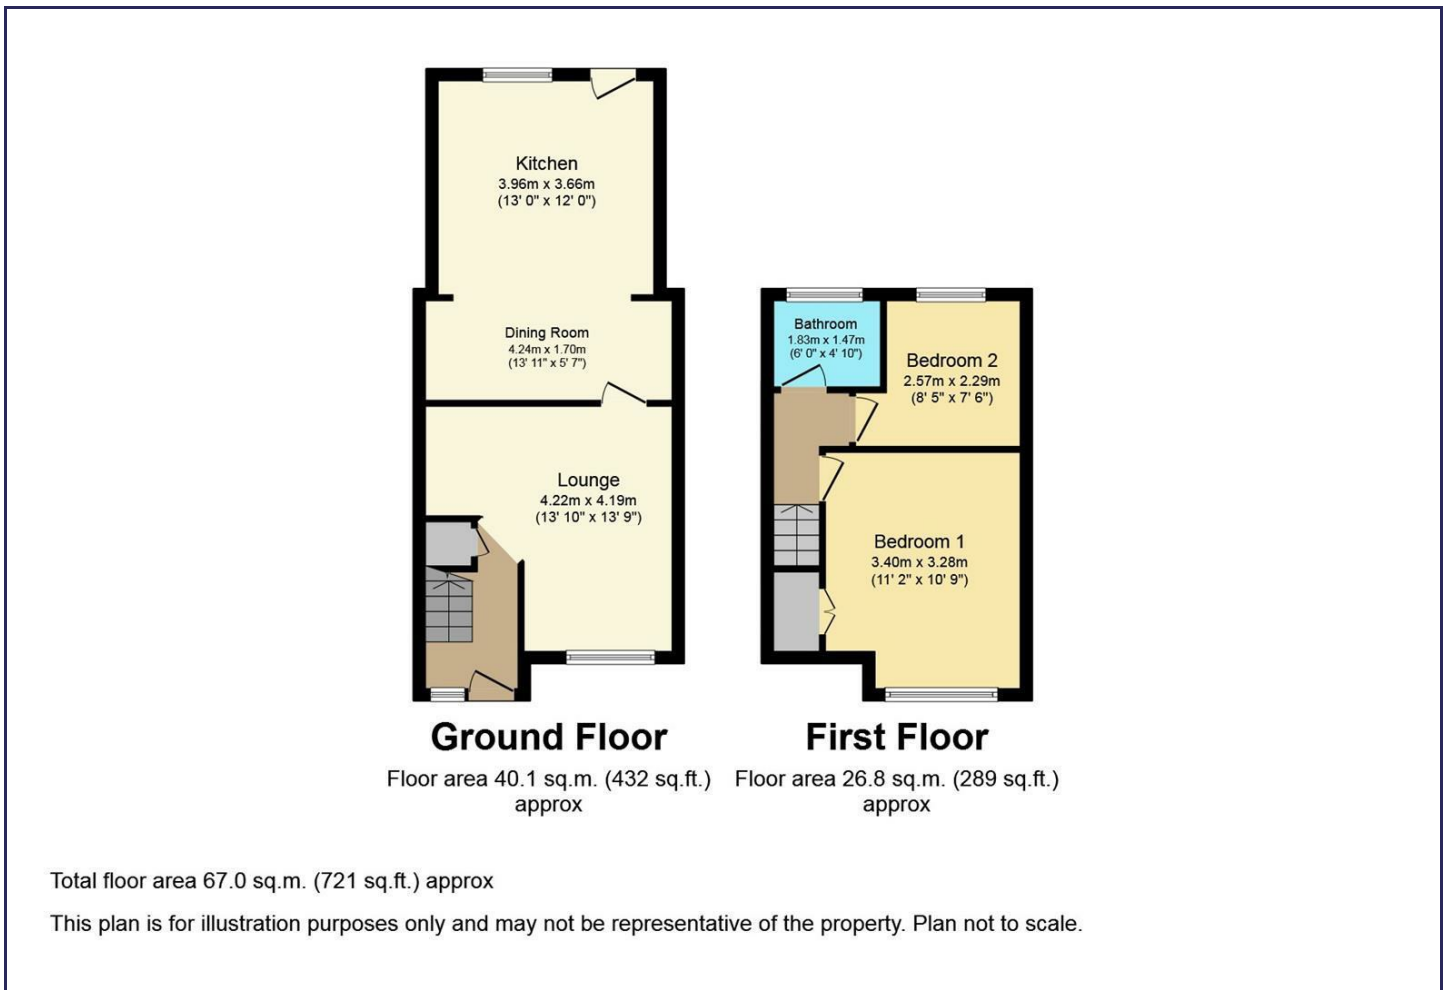 Kitchen
3.96m x 3.66m
(13' 0" x 12' 0")
Dining Room
4.24m x 1.70m
(13' 11" x 5' 7")
Lounge
4.22m x 4.19m
(13' 10" x 13' 9")
Bathroom
1.83m x 1.47m
(6' 0" x 4' 10")
Bedroom 2
2.57m x 2.29m
(8' 5" x 7' 6")
Bedroom 1
3.40m x 3.28m
(11' 2" x 10' 9")
Ground Floor
Floor area 40.1 sq.m. (432 sq.ft.)
approx
First Floor
Floor area 26.8 sq.m. (289 sq.ft.)
approx
Total floor area 67.0 sq.m. (721 sq.ft.) approx
This plan is for illustration purposes only and may not be representative of the property. Plan not to scale.